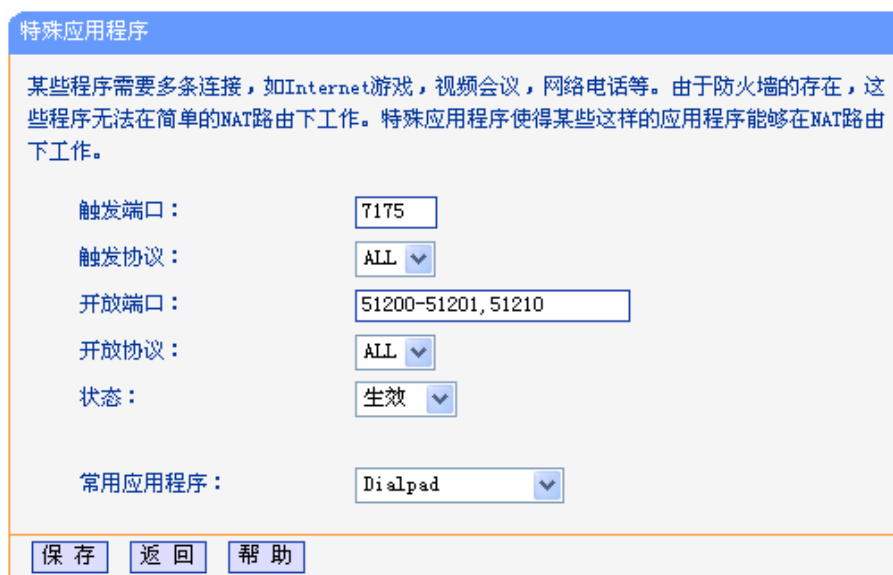 特殊应用程序
某些程序需要多条连接，如Internet游戏，视频会议，网络电话等。由于防火墙的存在，这
些程序无法在简单的NAT路由下工作。特殊应用程序使得某些这样的应用程序能够在NAT路由
下工作。
触发端口： 7175
触发协议： ALL
开放端口： 51200-51201,51210
开放协议： ALL
状态： 生效
常用应用程序： Dialpad
保 存 返 回 帮 助